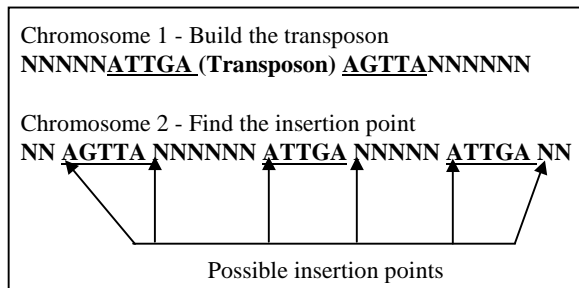 Chromosome 1 - Build the transposon
NNNNNATTGA (Transposon) AGTTANNNNNN
Chromosome 2 - Find the insertion point
NN AGTTA NNNNNN ATTGA NNNNN ATTGA NN
Possible insertion points